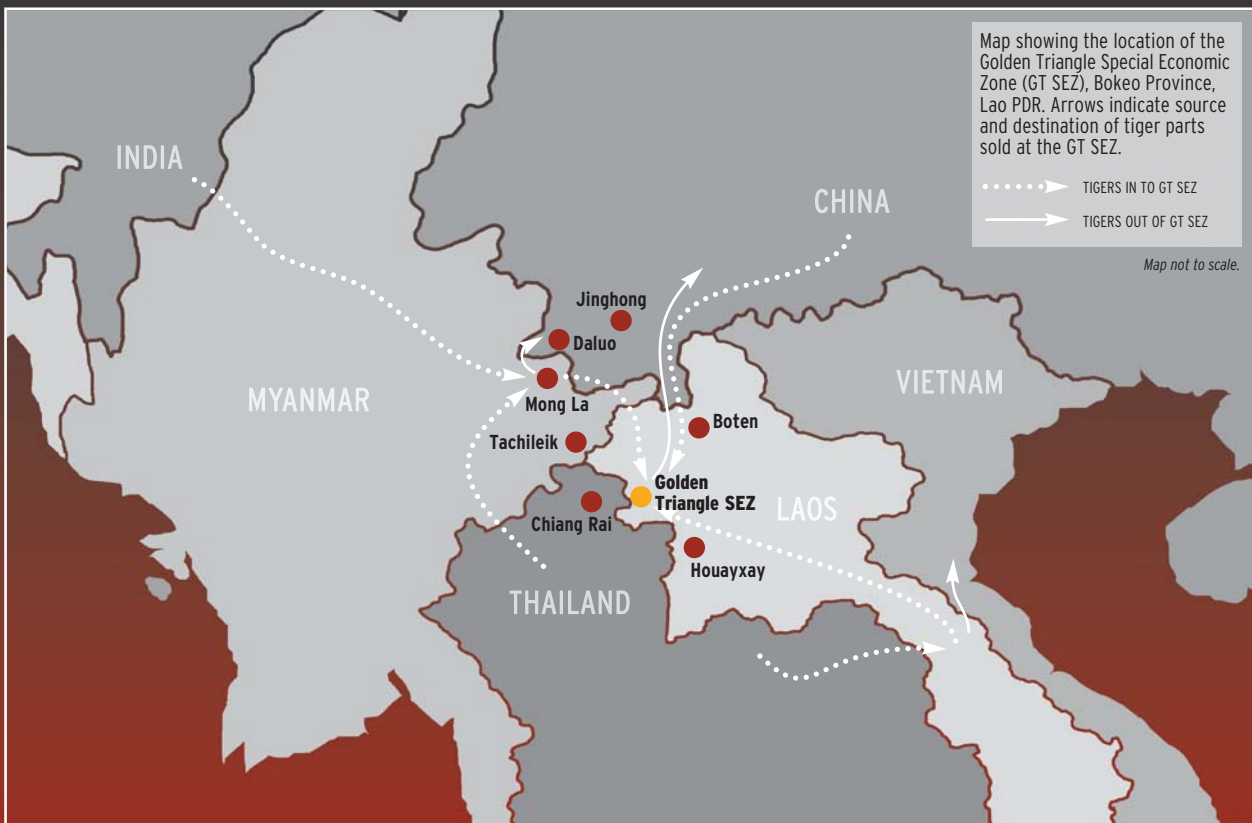 Map showing the location of the
Golden Triangle Special Economic
Zone (GT SEZ), Bokeo Province,
Lao PDR. Arrows indicate source
and destination of tiger parts
sold at the GT SEZ.
TIGERS IN TO GT SEZ
TIGERS OUT OF GT SEZ
Map not to scale.
INDIA
CHINA
Jinghong
Daluo
MYANMAR
Mong La
VIETNAM
Tachileik
Boten
Golden
Triangle SEZ
LAOS
Chiang Rai
Houayxay
THAILAND